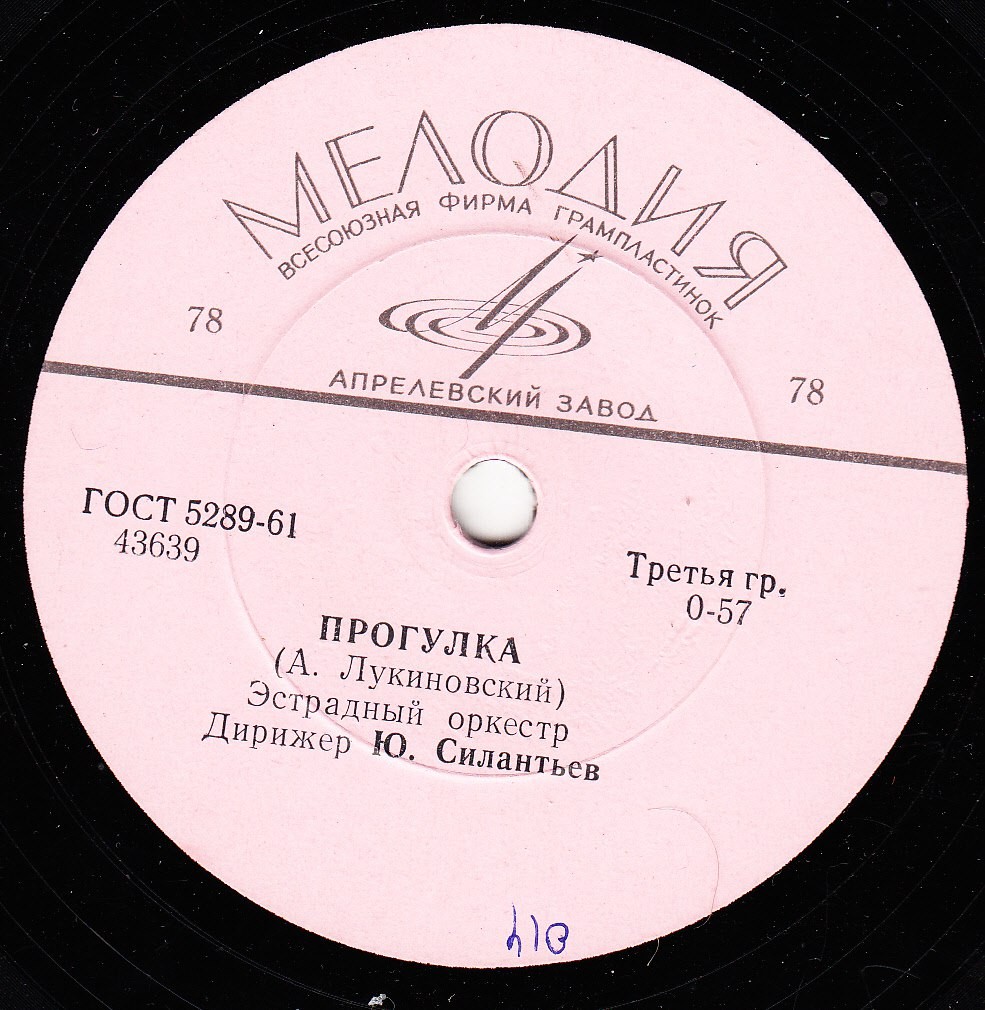 МЕЛОДИЯ
ВСЕСОЮЗНАЯ ФИРМА ГРАМПЛАСТИНОК
78
78
АПРЕЛЕВСКИЙ ЗАВОД
ГОСТ 5289-61
43639
Третья гр.
0-57
ПРОГУЛКА
(А. Лукиновский)
Эстрадный оркестр
Дирижер Ю. Силантьев